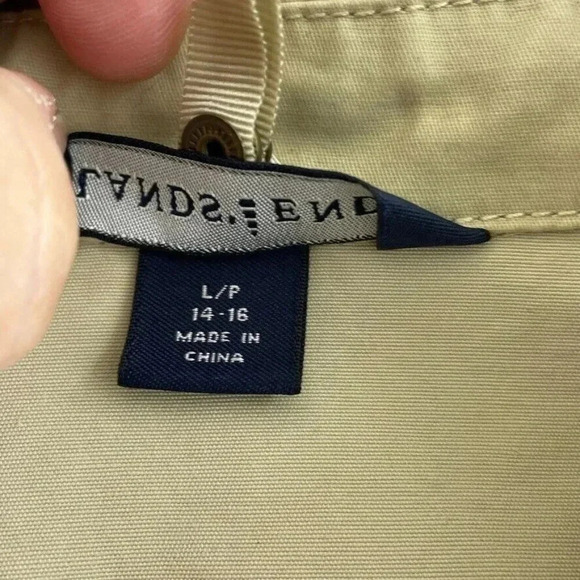 LANDS' END
L/P
14-16
MADE IN
CHINA